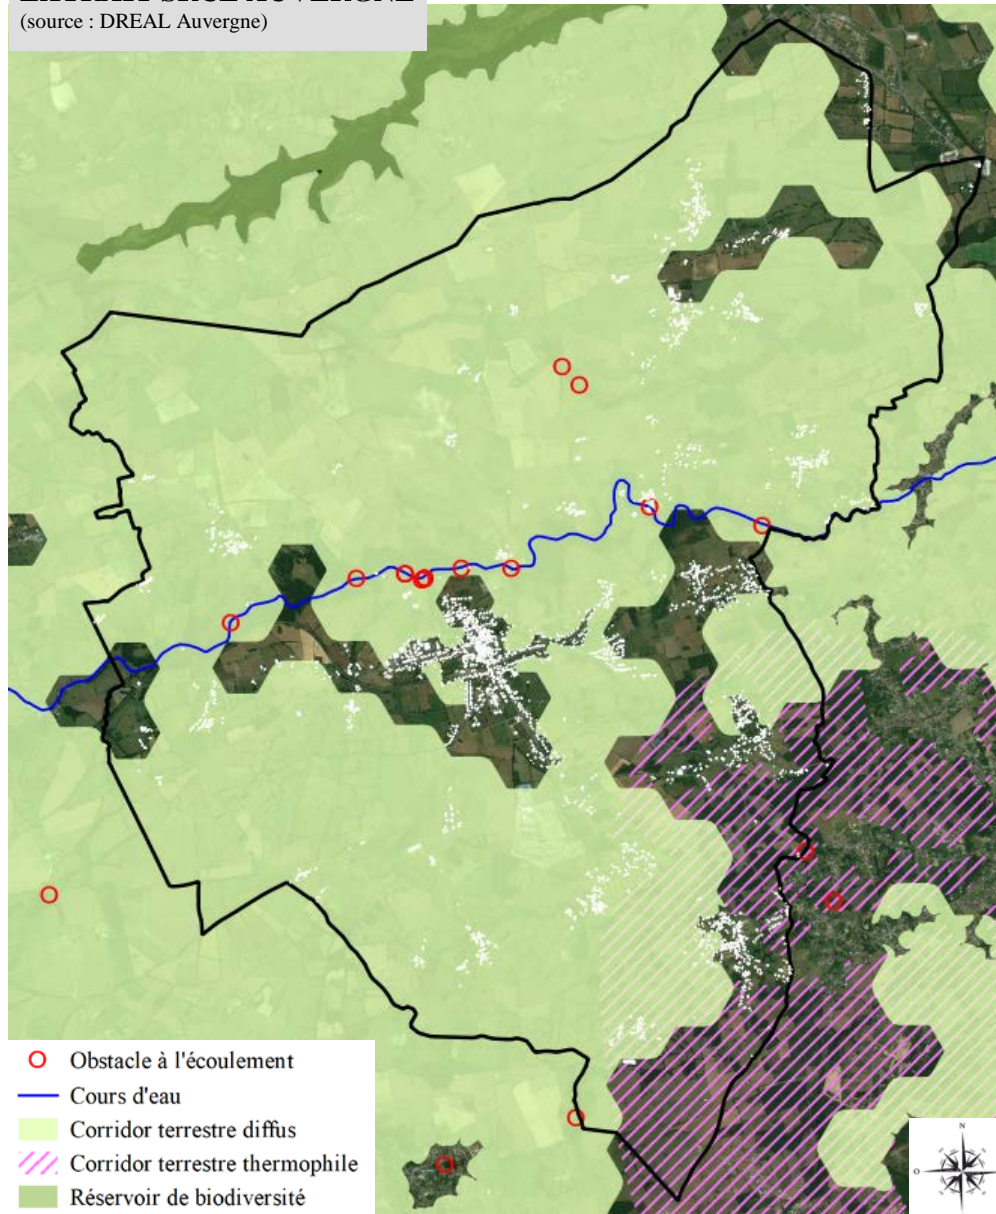 (source : DREAL Auvergne)
Obstacle à l'écoulement
Cours d'eau
Corridor terrestre diffus
Corridor terrestre thermophile
Réservoir de biodiversité
N
O